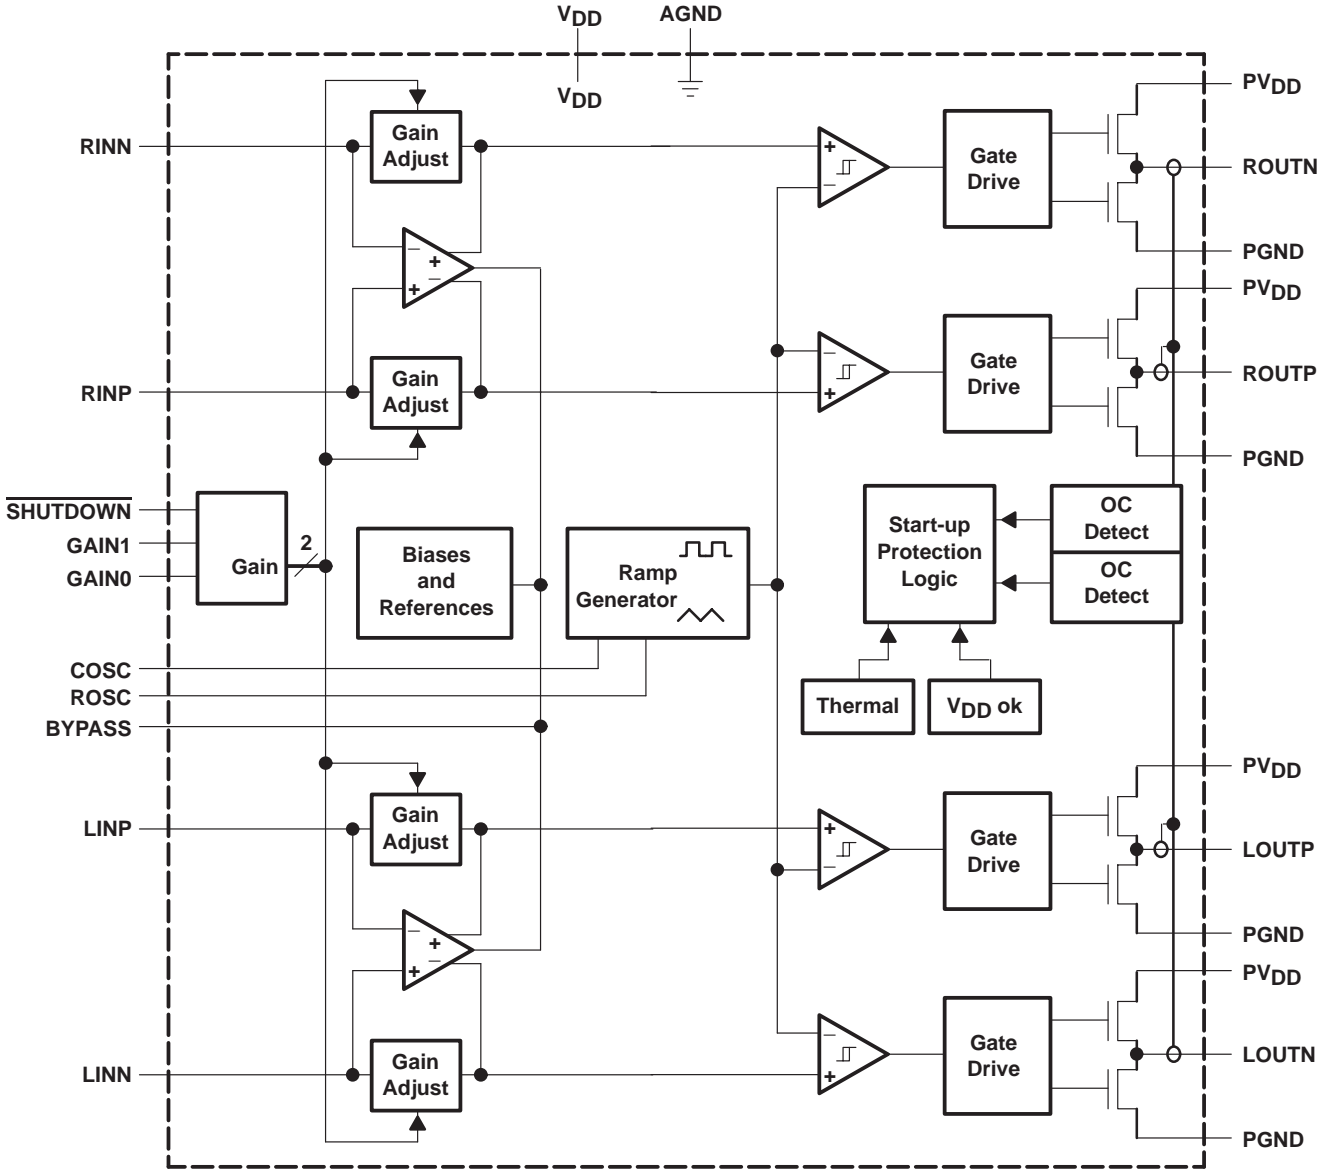 VDD
AGND
VDD
PVDD
RINN
Gain
Adjust
+
−
Gate
Drive
ROUTN
−
+
−
+
PGND
PVDD
RINP
Gain
Adjust
−
+
Gate
Drive
ROUTP
PGND
SHUTDOWN
GAIN1
GAIN0
Gain
2
Biases
and
References
Ramp
Generator
Start-up
Protection
Logic
OC
Detect
OC
Detect
COSC
ROSC
BYPASS
Thermal
VDD ok
PVDD
LINP
Gain
Adjust
+
−
Gate
Drive
LOUTP
−
+
−
+
PGND
PVDD
LINN
Gain
Adjust
−
+
Gate
Drive
LOUTN
PGND